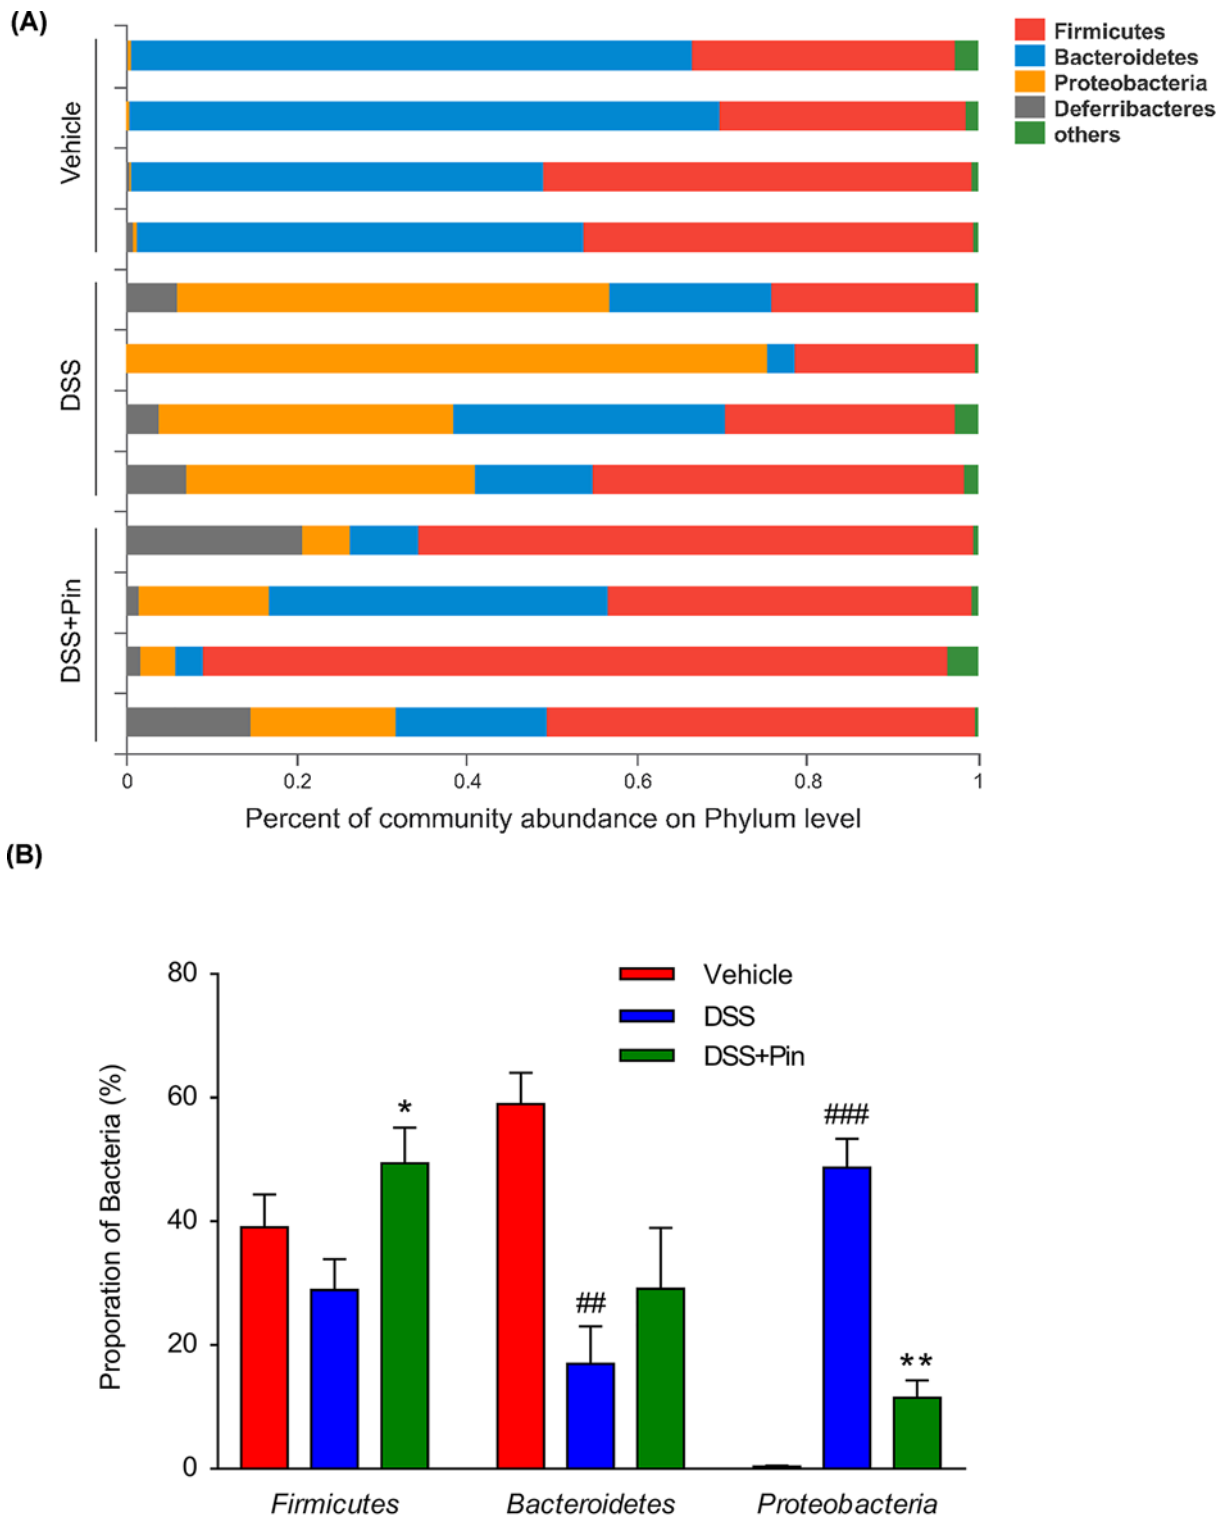 (A)
Firmicutes
Bacteroidetes
Proteobacteria
Deferribacteres
others
Vehicle
DSS
DSS+Pin
0 0.2 0.4 0.6 0.8 1
Percent of community abundance on Phylum level
(B)
Vehicle
DSS
DSS+Pin
Proporation of Bacteria (%)
80
60
40
20
0
*
##
###
**
Firmicutes Bacteroidetes Proteobacteria